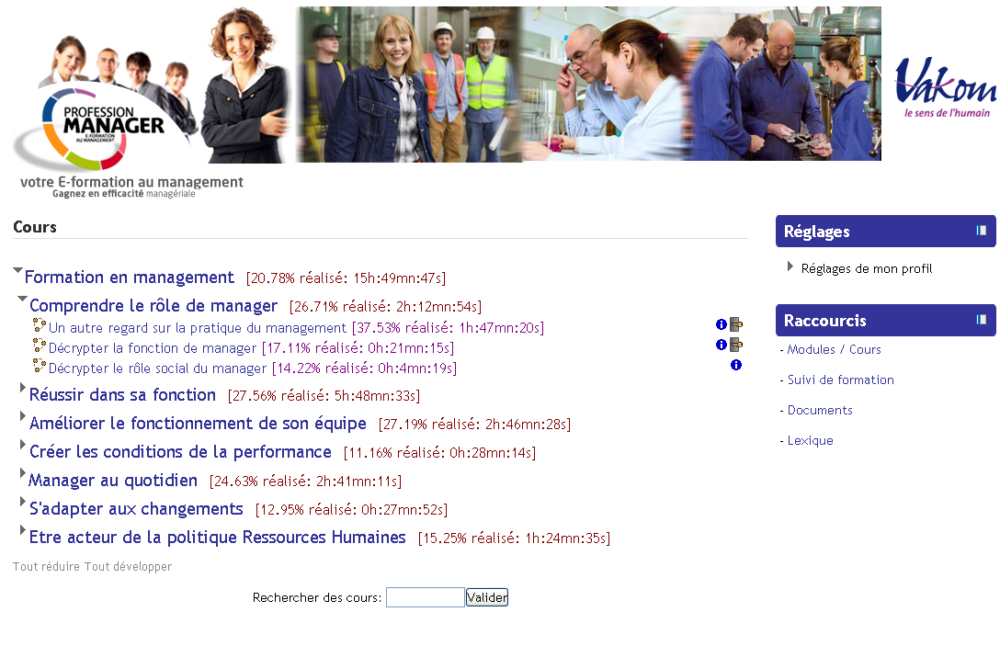 PROFESSION
MANAGER
E-FORMATION
AU MANAGEMENT
votre E-formation au management
Gagnez en efficacité managériale
Vakom
le sens de l'humain
Cours
Formation en management [20.78% réalisé: 15h:49mn:47s]
Comprendre le rôle de manager [26.71% réalisé: 2h:12mn:54s]
Un autre regard sur la pratique du management [37.53% réalisé: 1h:47mn:20s]
Décrypter la fonction de manager [17.11% réalisé: 0h:21mn:15s]
Décrypter le rôle social du manager [14.22% réalisé: 0h:4mn:19s]
Réussir dans sa fonction [27.56% réalisé: 5h:48mn:33s]
Améliorer le fonctionnement de son équipe [27.19% réalisé: 2h:46mn:28s]
Créer les conditions de la performance [11.16% réalisé: 0h:28mn:14s]
Manager au quotidien [24.63% réalisé: 2h:41mn:11s]
S'adapter aux changements [12.95% réalisé: 0h:27mn:52s]
Etre acteur de la politique Ressources Humaines [15.25% réalisé: 1h:24mn:35s]
Tout réduire Tout développer
Rechercher des cours: Valider
Réglages
Réglages de mon profil
Raccourcis
- Modules / Cours
- Suivi de formation
- Documents
- Lexique